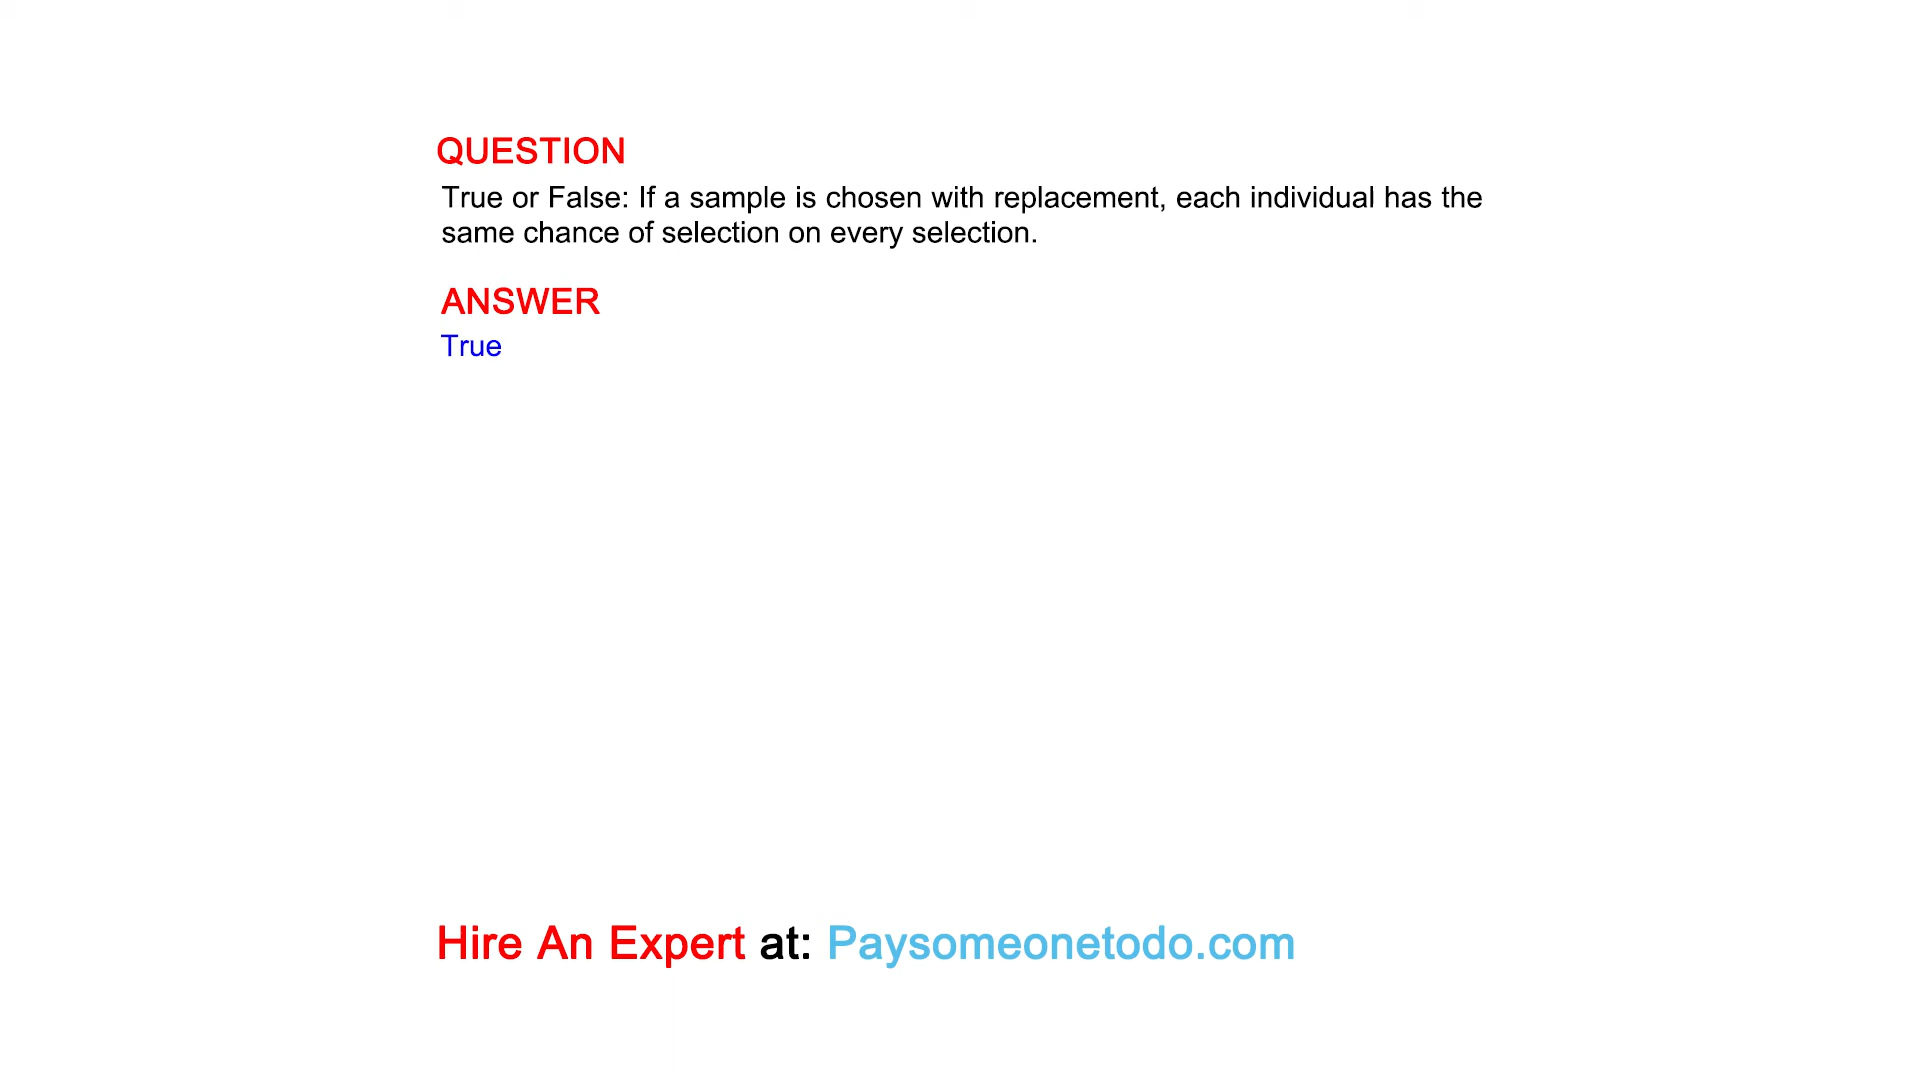 QUESTION
True or False: If a sample is chosen with replacement, each individual has the
same chance of selection on every selection.
ANSWER
True
Hire An Expert at: Paysomeonetodo.com